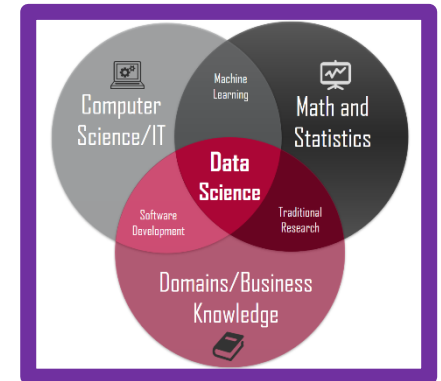 Computer
Science/IT
Machine
Learning
Math and
Statistics
Data
Science
Software
Development
Traditional
Research
Domains/Business
Knowledge